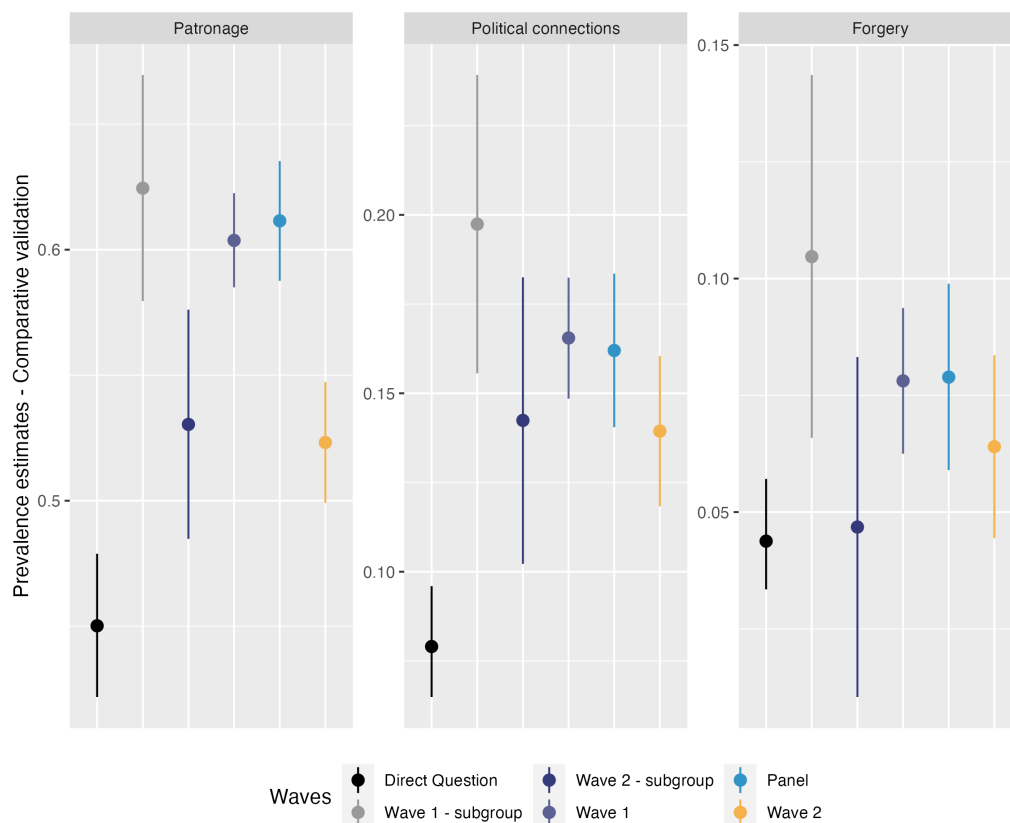 Patronage
Political connections
Forgery
Prevalence estimates - Comparative validation
0.6
0.5
0.20
0.15
0.10
0.15
0.10
0.05
Waves
Direct Question
Wave 1 - subgroup
Wave 2 - subgroup
Wave 1
Panel
Wave 2